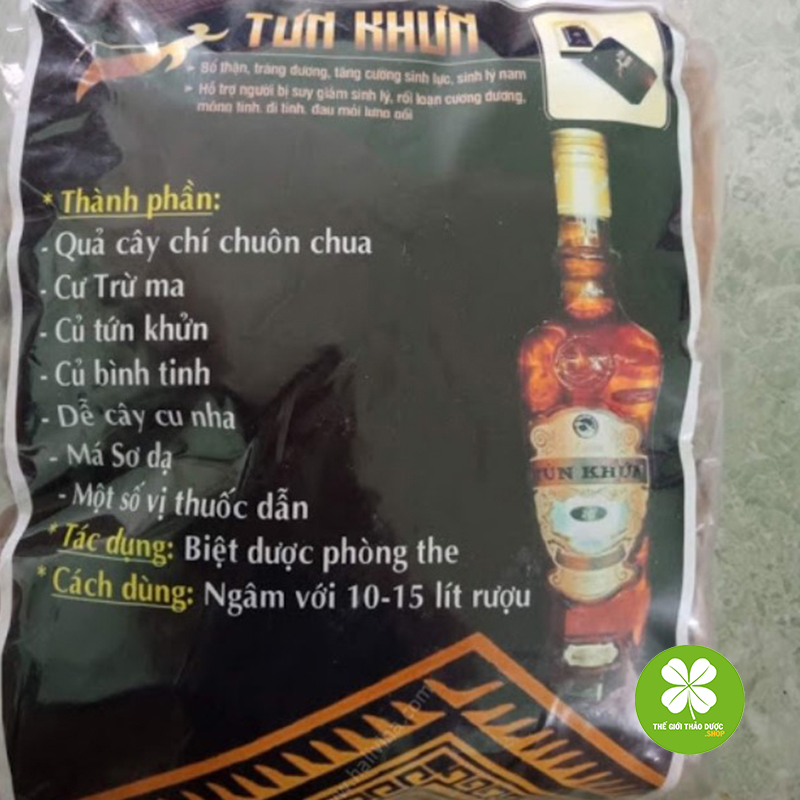 TỨN KHỬN
➤ Bổ thận, tráng dương, tăng cường sinh lực, sinh lý nam
➤ Hỗ trợ người bị suy giảm sinh lý, rối loạn cương dương,
mộng tinh, di tinh, đau mỏi lưng gối
* Thành phần:
- Quả cây chí chuôn chua
- Cư Trừ ma
- Củ tứn khửn
- Củ bình tinh
- Dễ cây cu nha
- Má Sơ dạ
- Một số vị thuốc dẫn
* Tác dụng: Biệt dược phòng the
* Cách dùng: Ngâm với 10-15 lít rượu
THẾ GIỚI THẢO DƯỢC
.SHOP